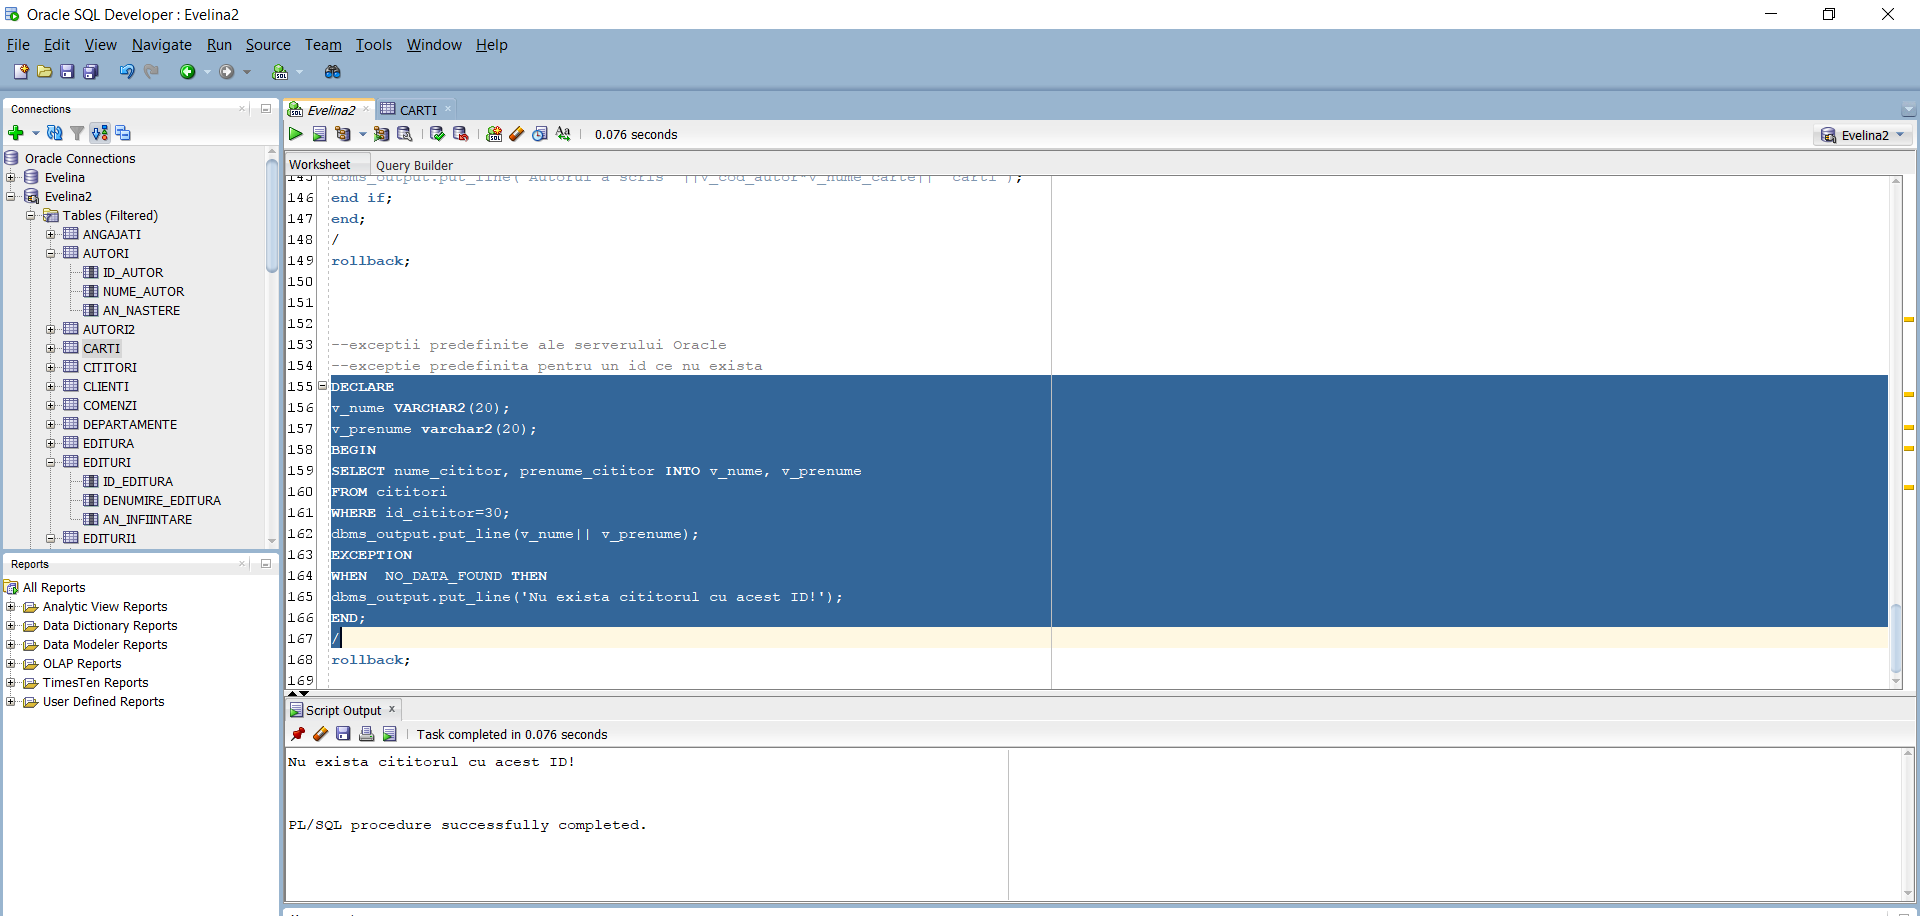 Oracle SQL Developer : Evelina2
File Edit View Navigate Run Source Team Tools Window Help
Connections
Oracle Connections
Evelina
Evelina2
Tables (Filtered)
ANGAJATI
AUTORI
ID_AUTOR
NUME_AUTOR
AN_NASTERE
AUTORI2
CARTI
CITITORI
CLIENTI
COMENZI
DEPARTAMENTE
EDITURA
EDITURI
ID_EDITURA
DENUMIRE_EDITURA
AN_INFIINTARE
EDITURI1
Reports
All Reports
Analytic View Reports
Data Dictionary Reports
Data Modeler Reports
OLAP Reports
TimesTen Reports
User Defined Reports
Evelina2 CARTI
0.076 seconds
Evelina2
Worksheet Query Builder
145 dbms_output.put_line('Autorul a scris '||v_cod_autor*v_nume_carte||' carti');
146 end if;
147 end;
148 /
149 rollback;
150
151
152
153 --exceptii predefinite ale serverului Oracle
154 --exceptie predefinita pentru un id ce nu exista
155 DECLARE
156 v_nume VARCHAR2(20);
157 v_prenume varchar2(20);
158 BEGIN
159 SELECT nume_cititor, prenume_cititor INTO v_nume, v_prenume
160 FROM cititori
161 WHERE id_cititor=30;
162 dbms_output.put_line(v_nume|| v_prenume);
163 EXCEPTION
164 WHEN  NO_DATA_FOUND THEN
165 dbms_output.put_line('Nu exista cititorul cu acest ID!');
166 END;
167 /
168 rollback;
169
Script Output
Task completed in 0.076 seconds
Nu exista cititorul cu acest ID!
PL/SQL procedure successfully completed.